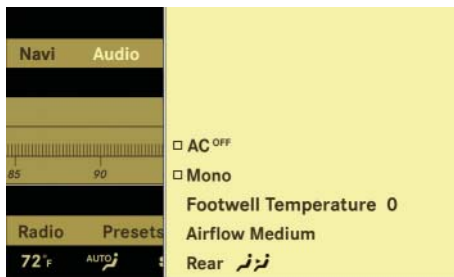 Navi Audio
85 90
AC OFF
Mono
Footwell Temperature 0
Radio Presets
Airflow Medium
72°F AUTO
Rear